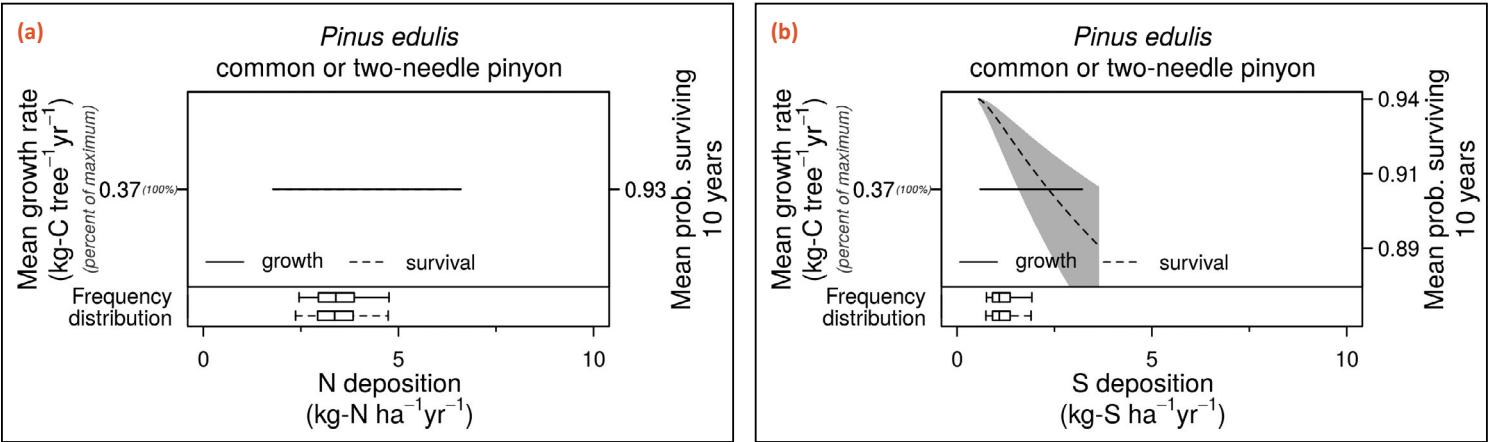 (a)
Pinus edulis
common or two-needle pinyon
Mean growth rate
(kg-C tree⁻¹yr⁻¹)
(percent of maximum)
0.37(100%)
0.93
Mean prob. surviving
10 years
growth
survival
Frequency
distribution
0
5
10
N deposition
(kg-N ha⁻¹yr⁻¹)
(b)
Pinus edulis
common or two-needle pinyon
Mean growth rate
(kg-C tree⁻¹yr⁻¹)
(percent of maximum)
0.37(100%)
0.94
0.91
0.89
Mean prob. surviving
10 years
growth
survival
Frequency
distribution
0
5
10
S deposition
(kg-S ha⁻¹yr⁻¹)